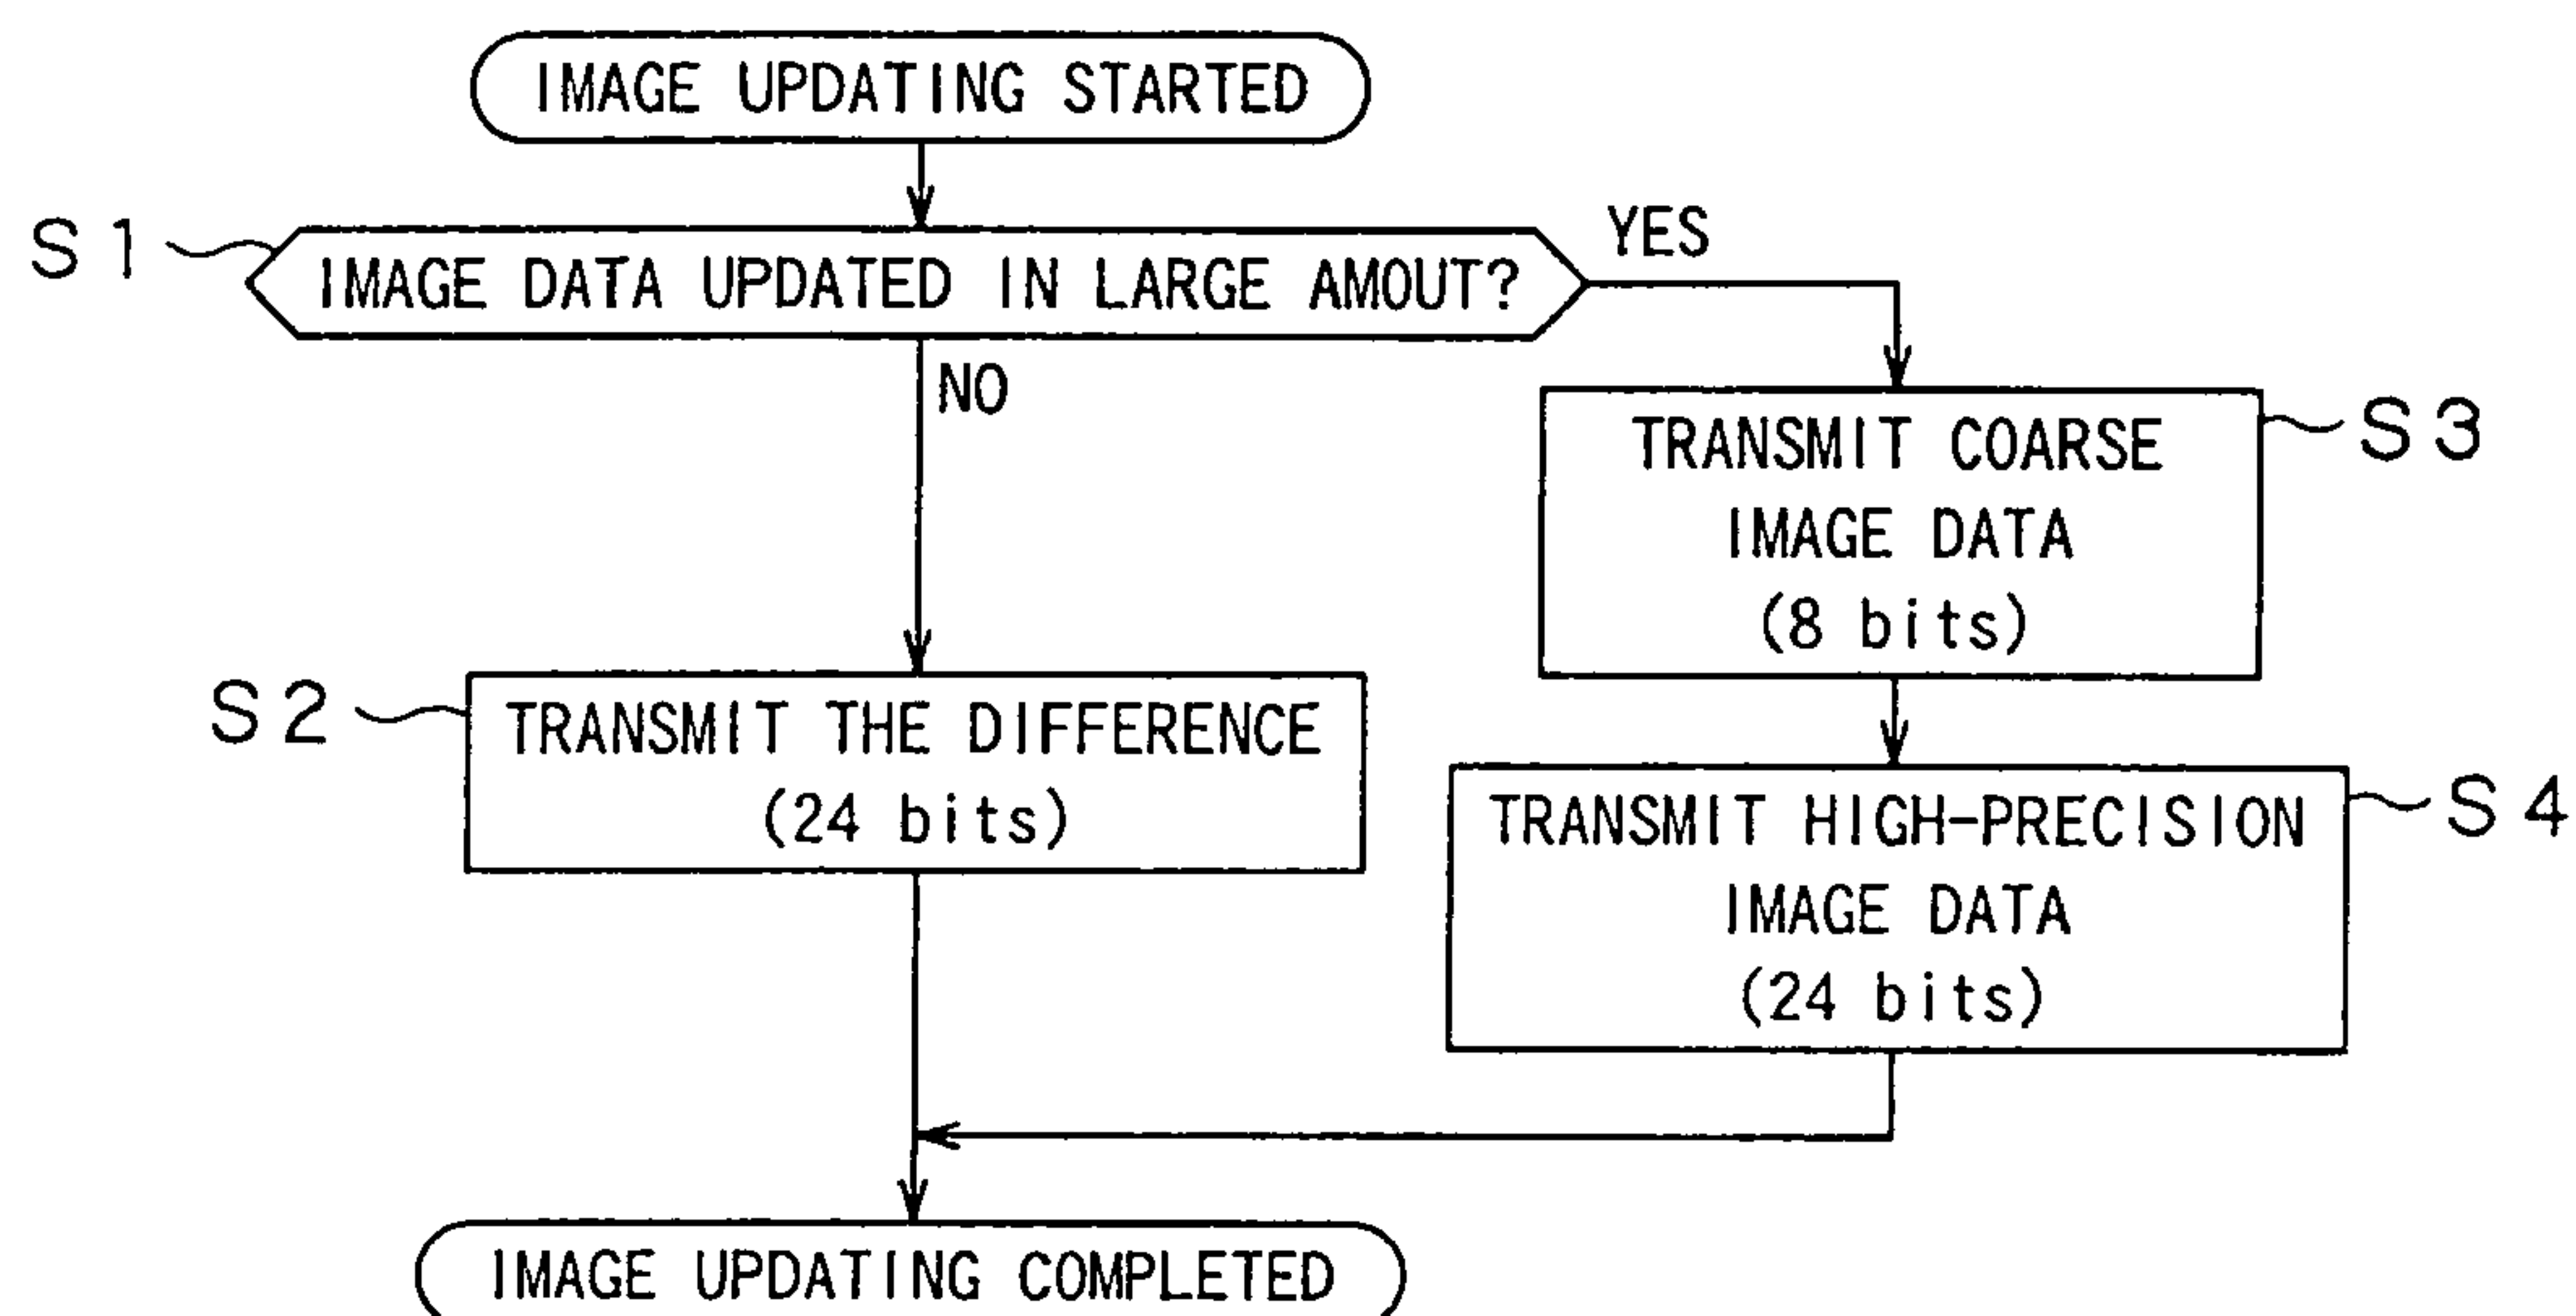 IMAGE UPDATING STARTED
S1
IMAGE DATA UPDATED IN LARGE AMOUT?
YES
NO
TRANSMIT COARSE
IMAGE DATA
(8 bits)
S3
S2
TRANSMIT THE DIFFERENCE
(24 bits)
TRANSMIT HIGH-PRECISION
IMAGE DATA
(24 bits)
S4
IMAGE UPDATING COMPLETED